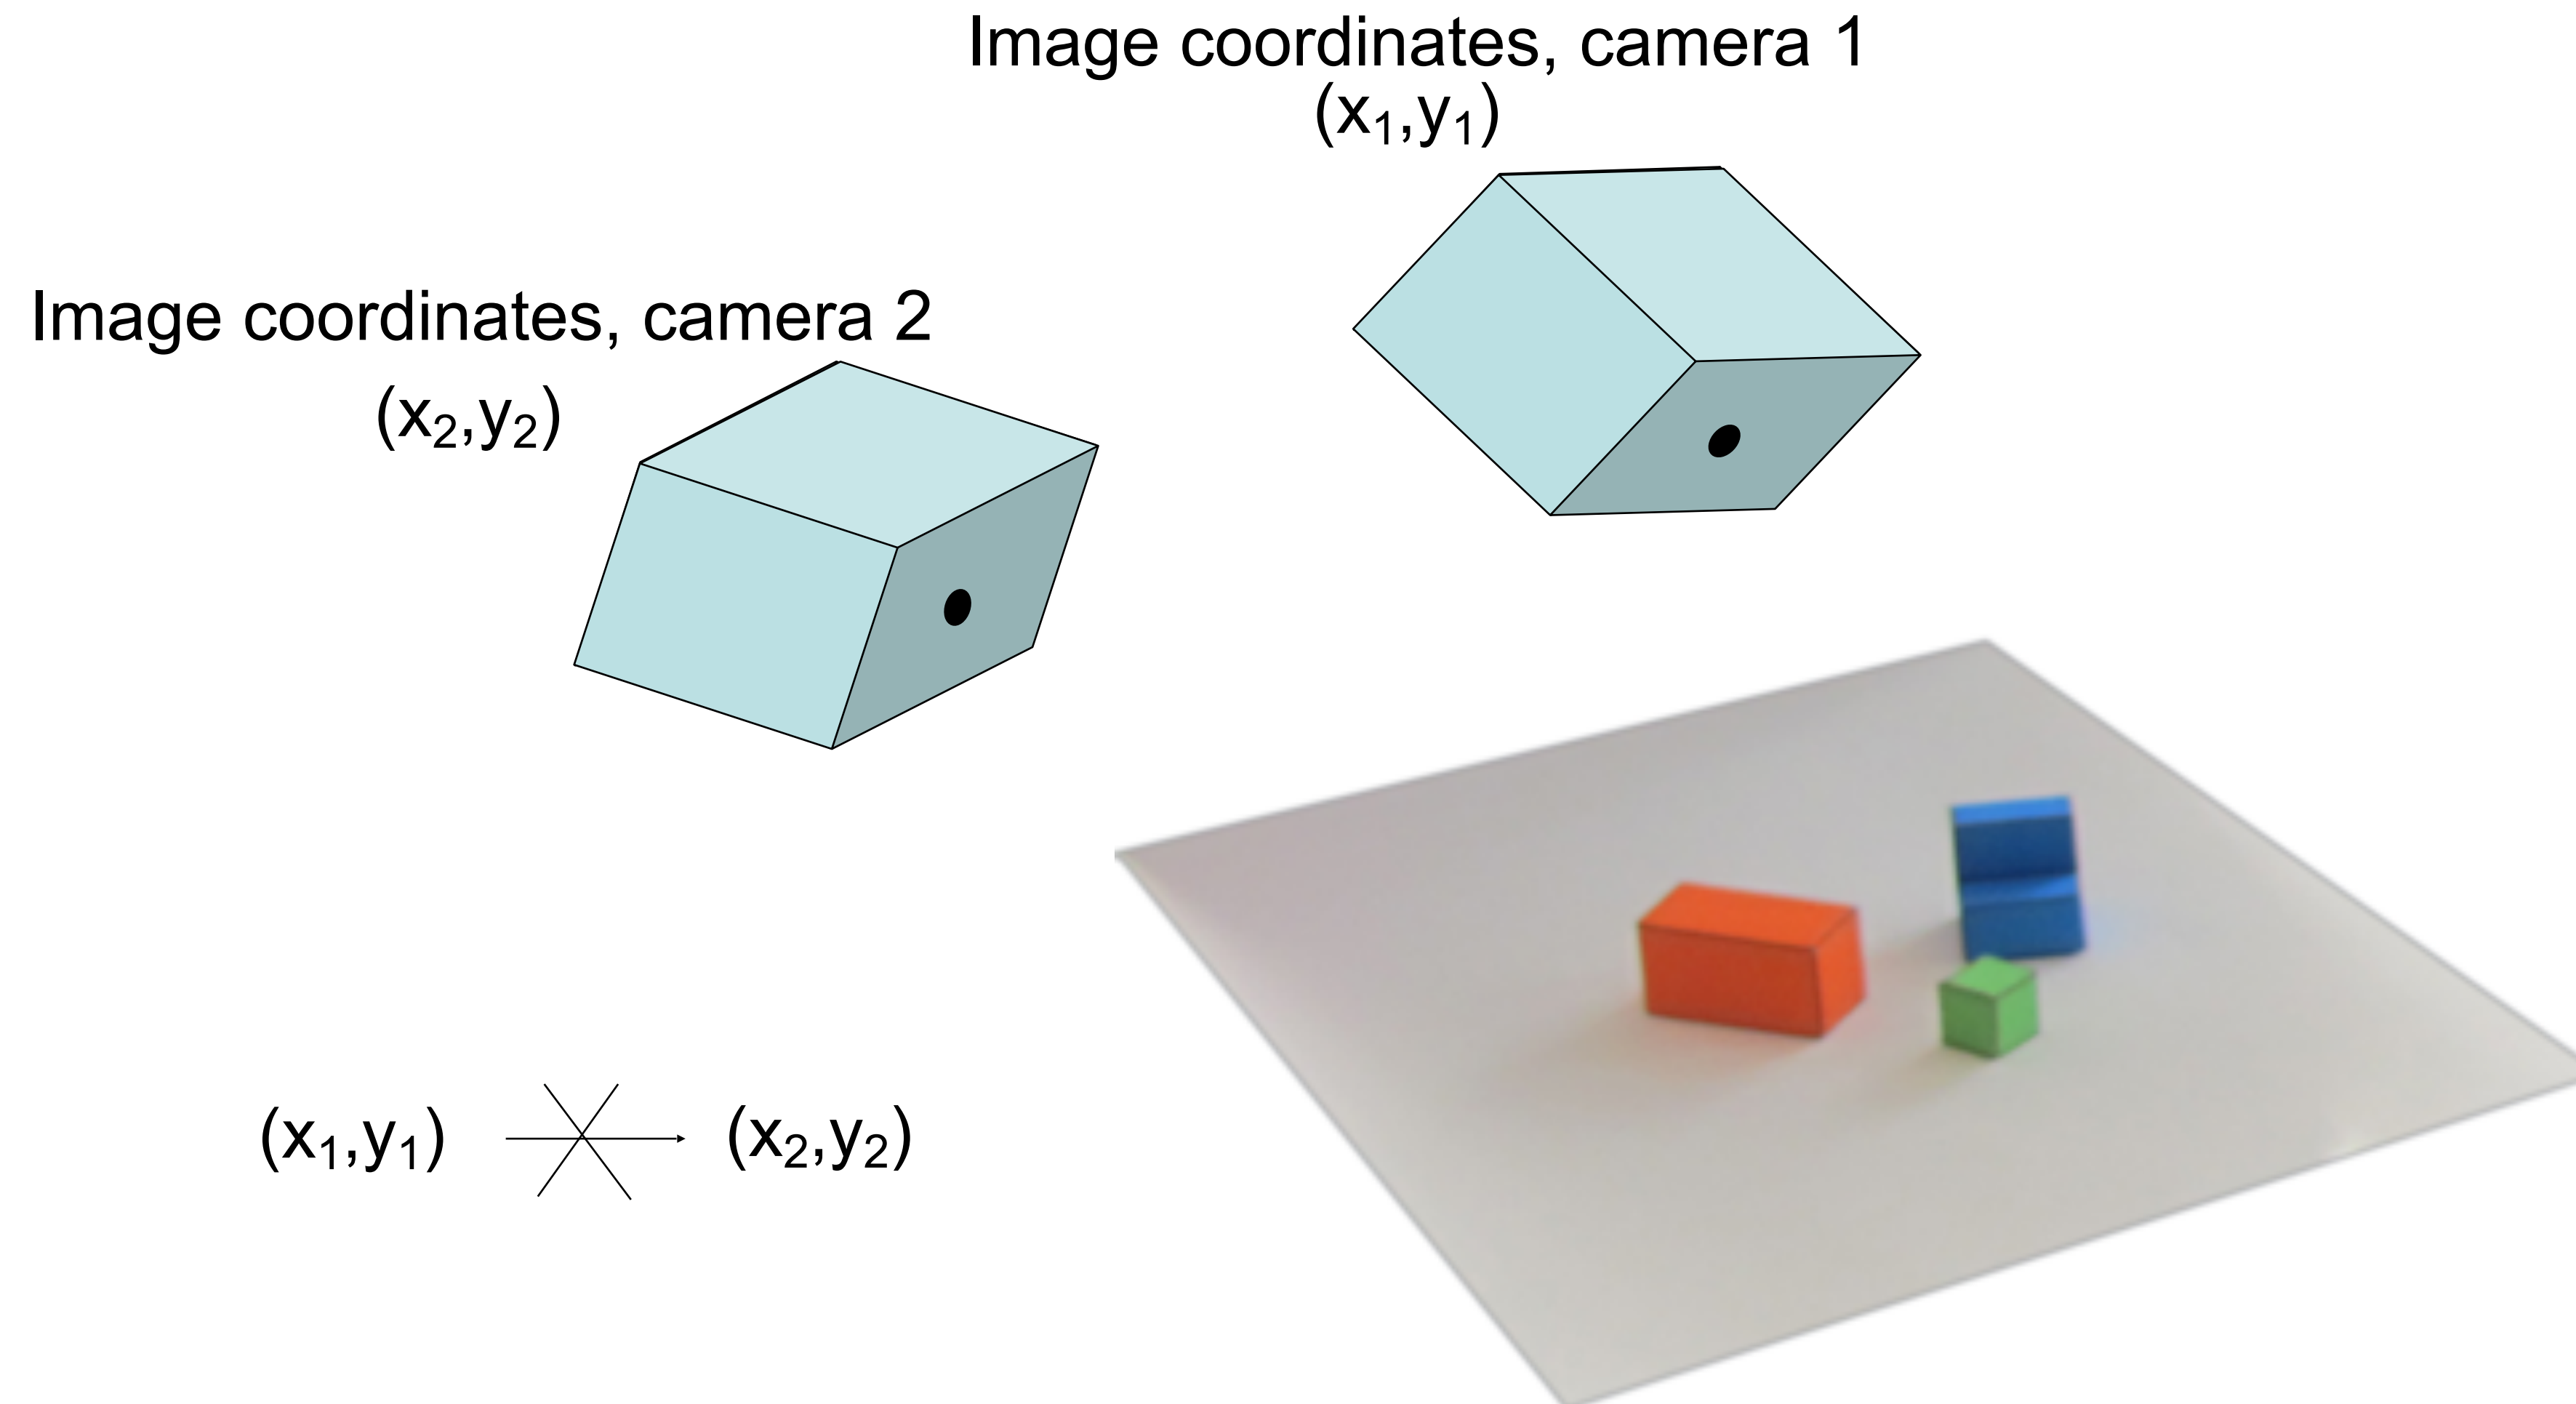 Image coordinates, camera 1
(x₁,y₁)
Image coordinates, camera 2
(x₂,y₂)
(x₁,y₁) (x₂,y₂)